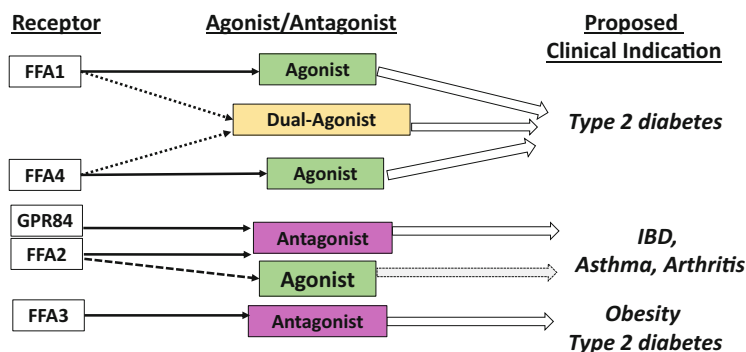 Receptor
Agonist/Antagonist
Proposed
Clinical Indication
FFA1
Agonist
Dual-Agonist
Type 2 diabetes
FFA4
Agonist
GPR84
Antagonist
IBD,
FFA2
Asthma, Arthritis
Agonist
FFA3
Antagonist
Obesity
Type 2 diabetes